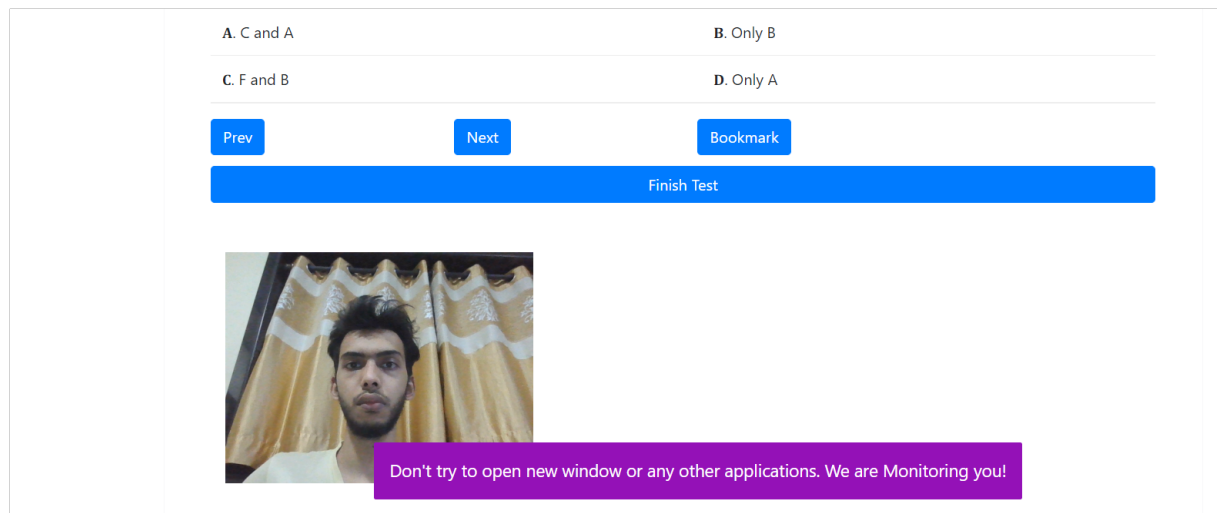 A. C and A
B. Only B
C. F and B
D. Only A
Prev
Next
Bookmark
Finish Test
Don't try to open new window or any other applications. We are Monitoring you!